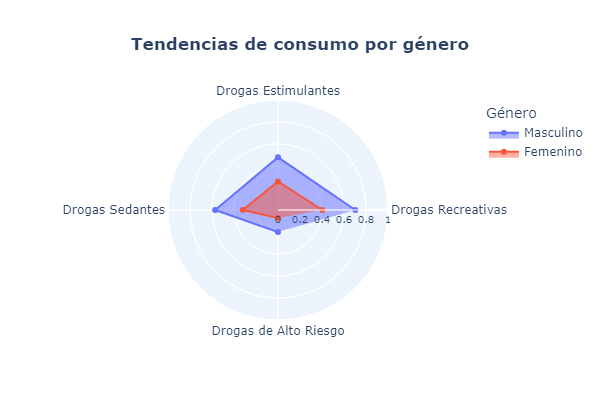 Tendencias de consumo por género
Drogas Estimulantes
Género
Masculino
Femenino
Drogas Sedantes
Drogas Recreativas
0 0.2 0.4 0.6 0.8 1
Drogas de Alto Riesgo